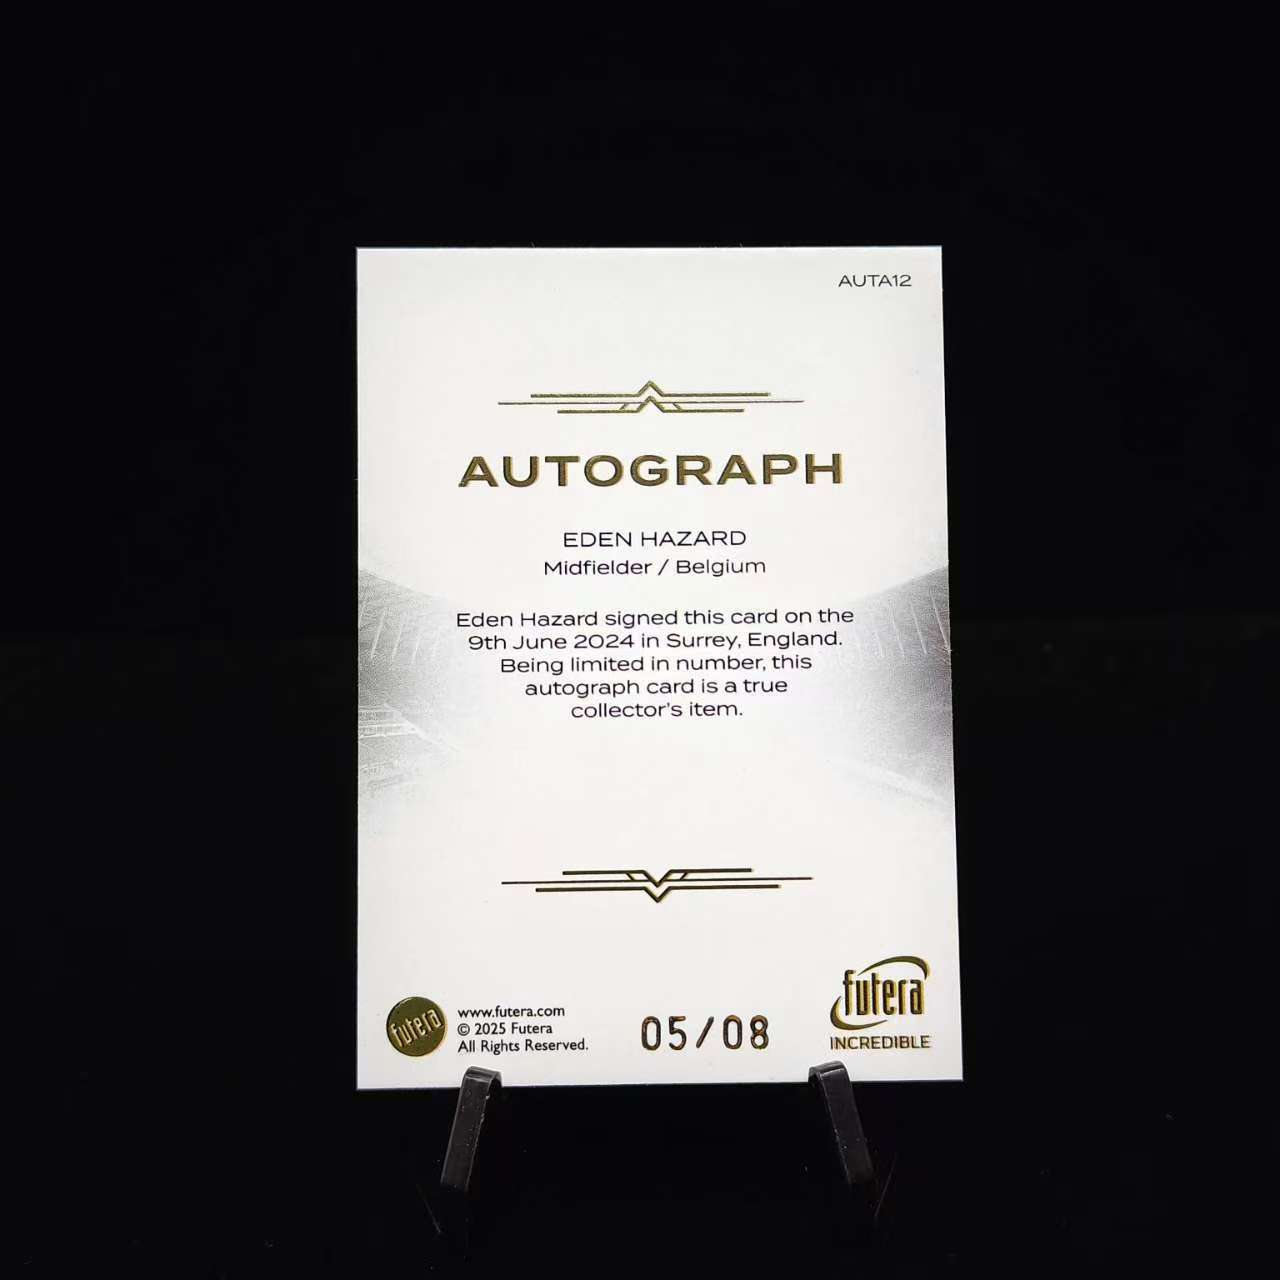 AUTA12
AUTOGRAPH
EDEN HAZARD
Midfielder / Belgium
Eden Hazard signed this card on the
9th June 2024 in Surrey, England.
Being limited in number, this
autograph card is a true
collector's item.
futera
www.futera.com
© 2025 Futera
All Rights Reserved.
05/08
futera
INCREDIBLE